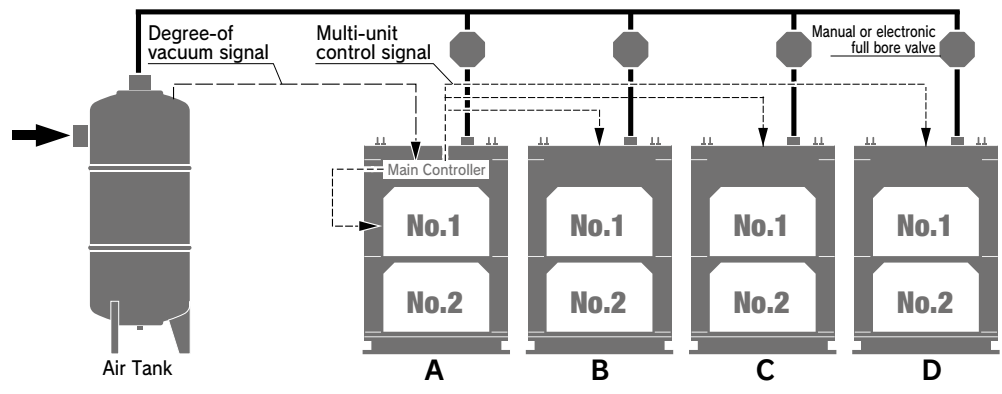 Degree-of
vacuum signal
Multi-unit
control signal
Manual or electronic
full bore valve
Main Controller
No.1
No.1
No.1
No.1
No.2
No.2
No.2
No.2
Air Tank
A
B
C
D